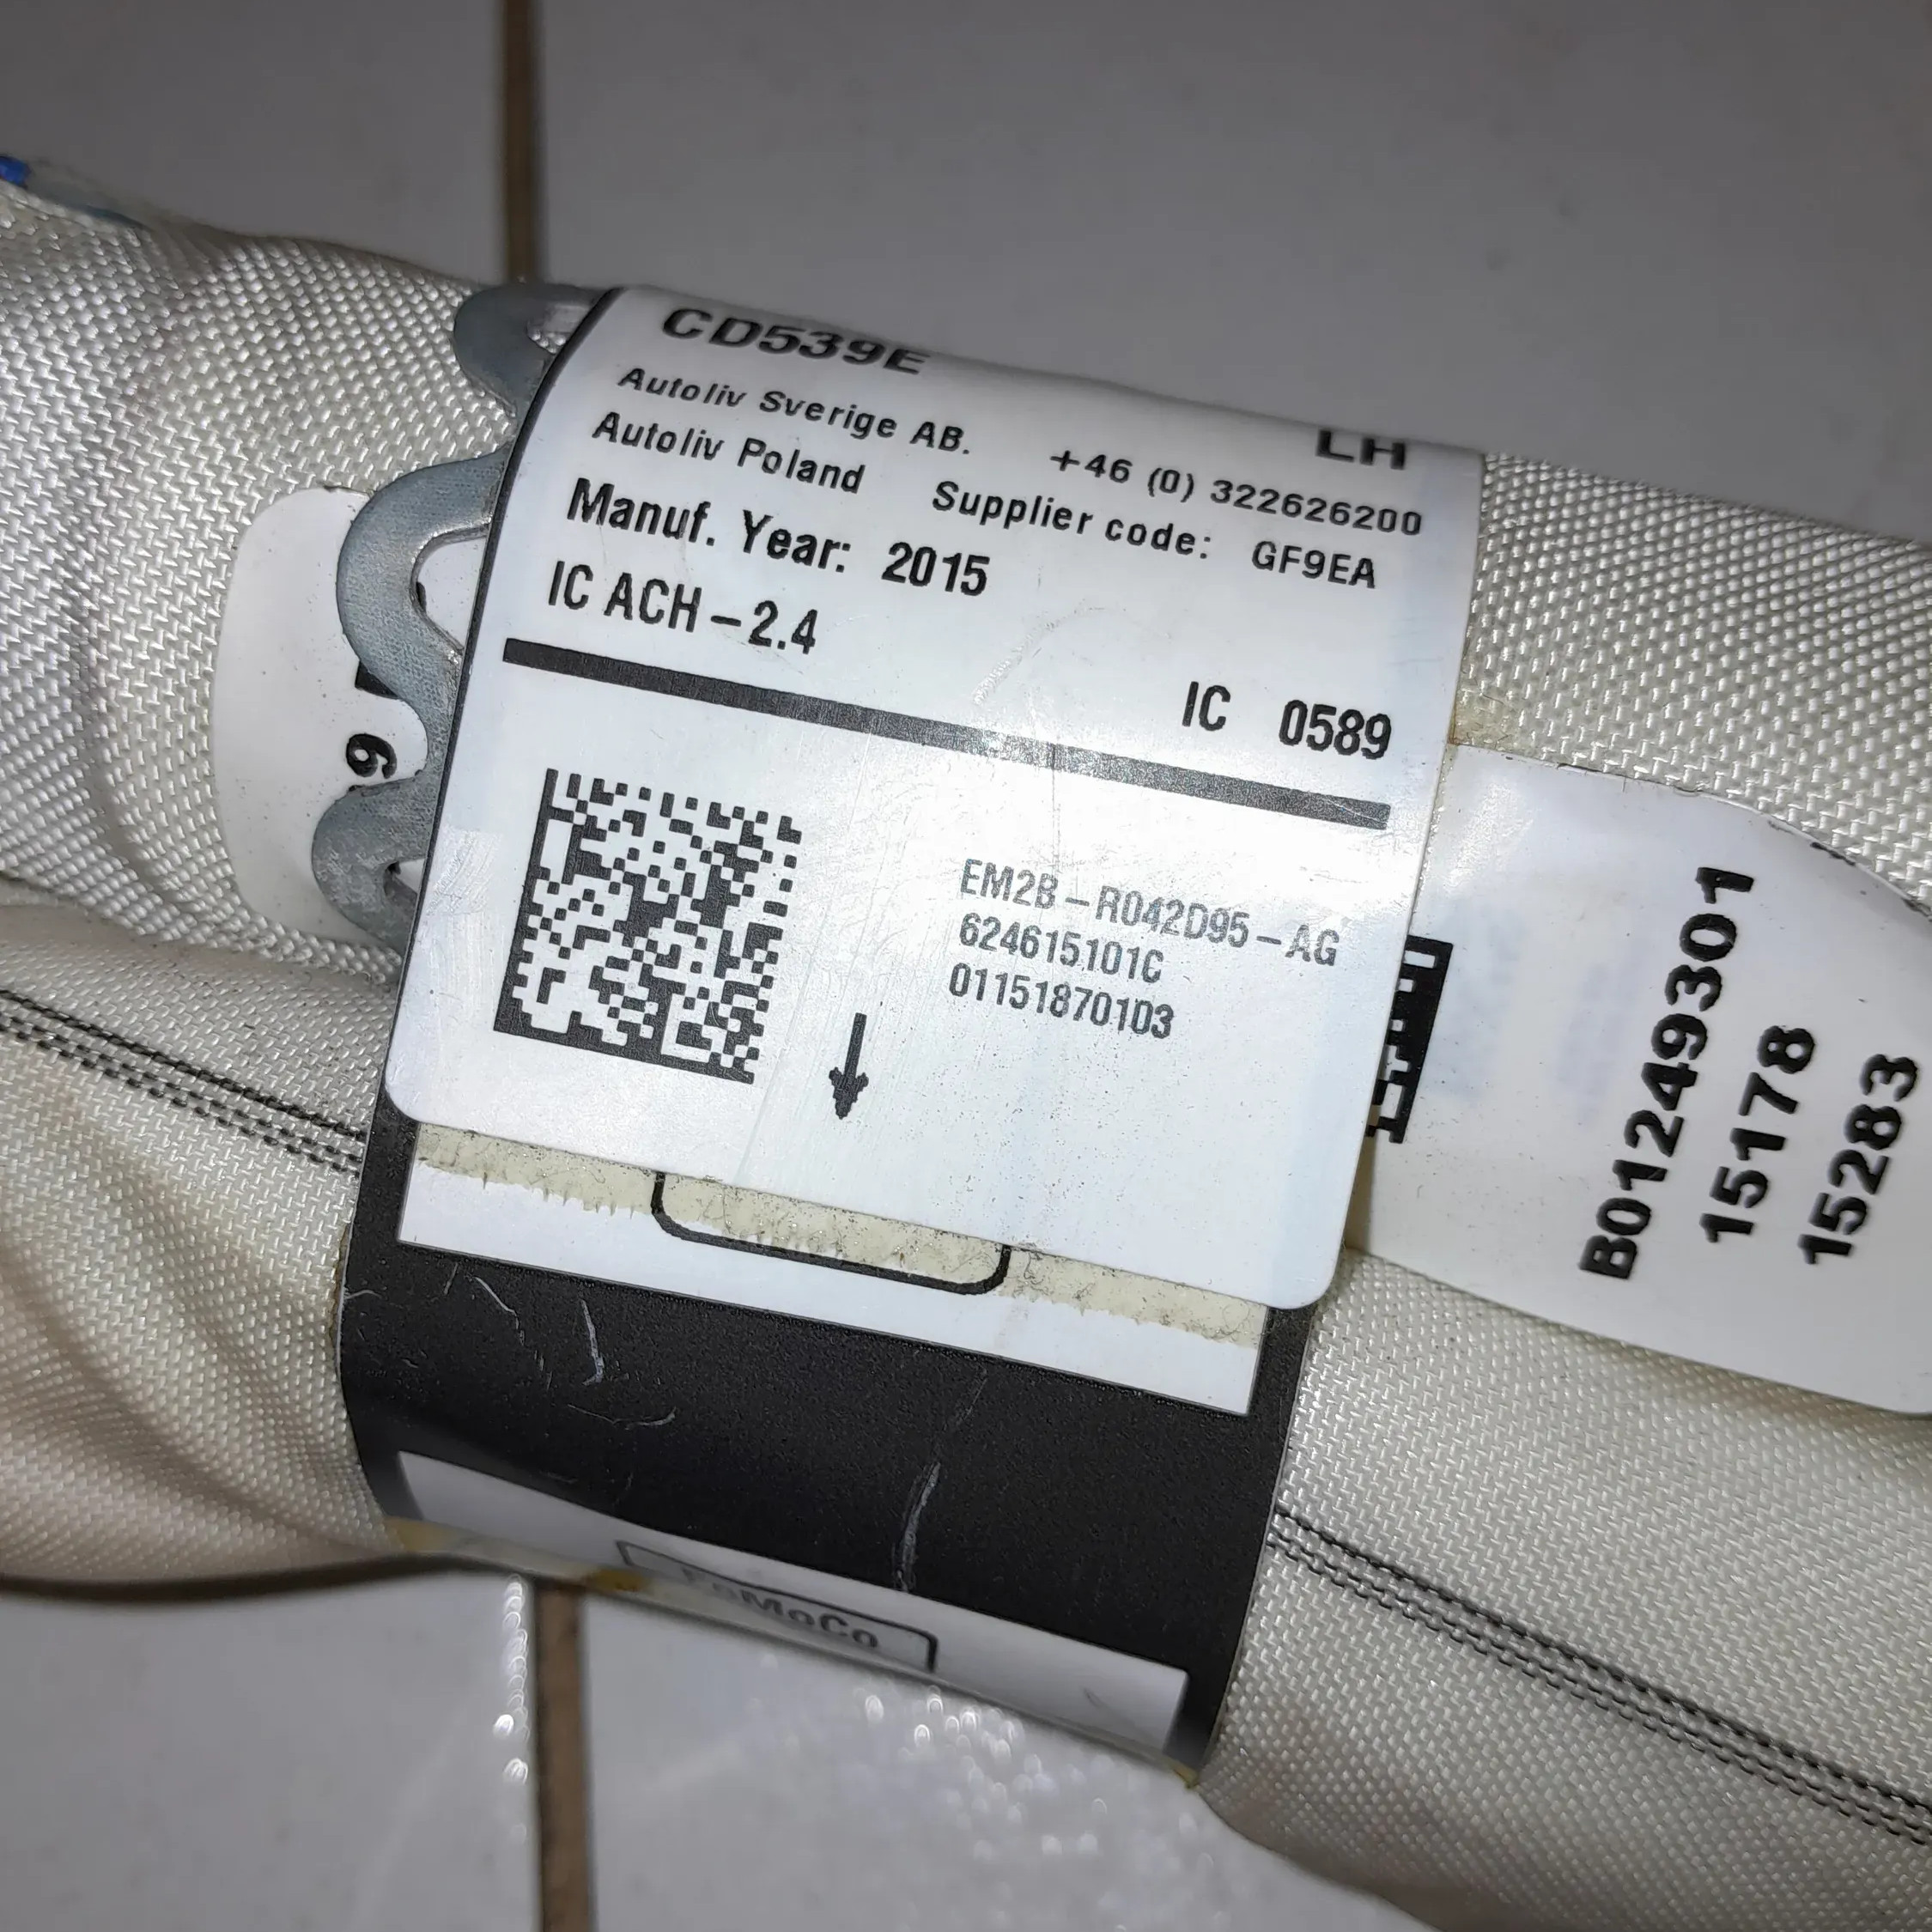 CD539E
LH
Autoliv Sverige AB. +46 (0) 322626200
Autoliv Poland Supplier code: GF9EA
Manuf. Year: 2015
IC ACH-2.4
IC 0589
EM2B-R042D95-AG
624615101C
01151870103
B01249301
15178
15283
9
FoMoCo